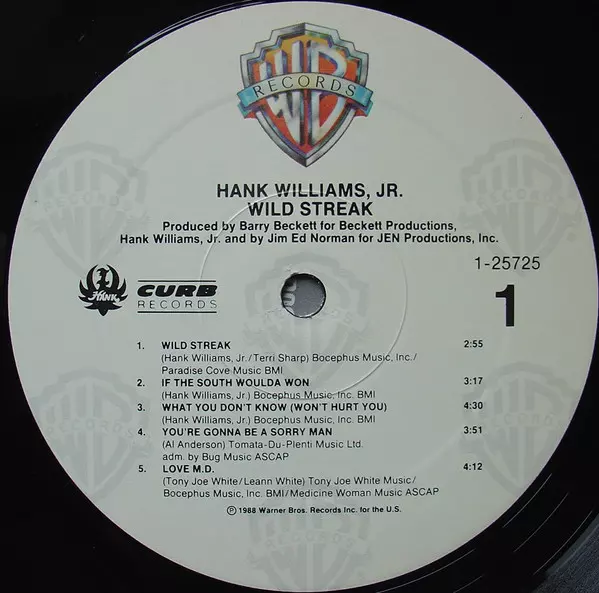 WB
RECORDS
HANK WILLIAMS, JR.
WILD STREAK
Produced by Barry Beckett for Beckett Productions,
Hank Williams, Jr. and by Jim Ed Norman for JEN Productions, Inc.
1-25725
HANK
CURB
RECORDS
1
1. WILD STREAK 2:55
(Hank Williams, Jr./Terri Sharp) Bocephus Music, Inc./
Paradise Cove Music BMI
2. IF THE SOUTH WOULDA WON 3:17
(Hank Williams, Jr.) Bocephus Music, Inc. BMI
3. WHAT YOU DON'T KNOW (WON'T HURT YOU) 4:30
(Hank Williams, Jr.) Bocephus Music, Inc. BMI
4. YOU'RE GONNA BE A SORRY MAN 3:51
(Al Anderson) Tomata-Du-Plenti Music Ltd.
adm. by Bug Music ASCAP
5. LOVE M.D. 4:12
(Tony Joe White/Leann White) Tony Joe White Music/
Bocephus Music, Inc. BMI/Medicine Woman Music ASCAP
℗ 1988 Warner Bros. Records Inc. for the U.S.